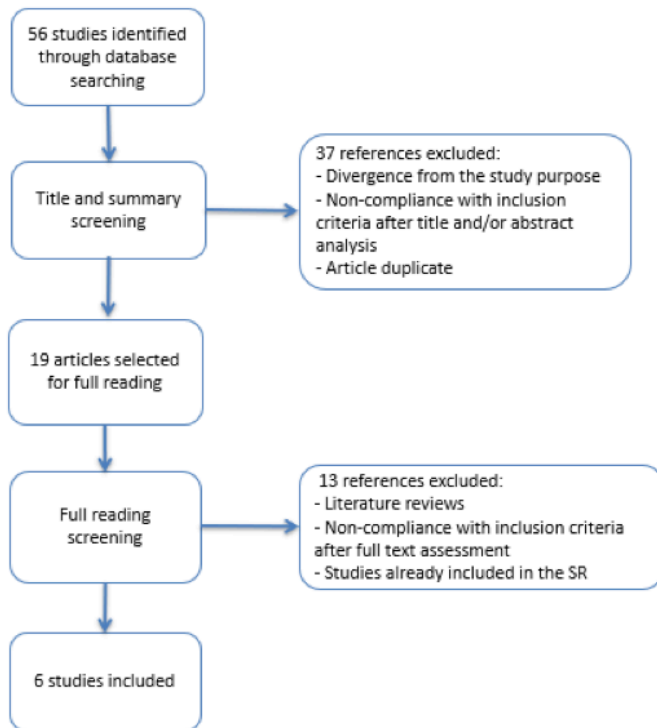 56 studies identified
through database
searching
37 references excluded:
- Divergence from the study purpose
- Non-compliance with inclusion
criteria after title and/or abstract
analysis
- Article duplicate
Title and summary
screening
19 articles selected
for full reading
13 references excluded:
- Literature reviews
- Non-compliance with inclusion criteria
after full text assessment
- Studies already included in the SR
Full reading
screening
6 studies included